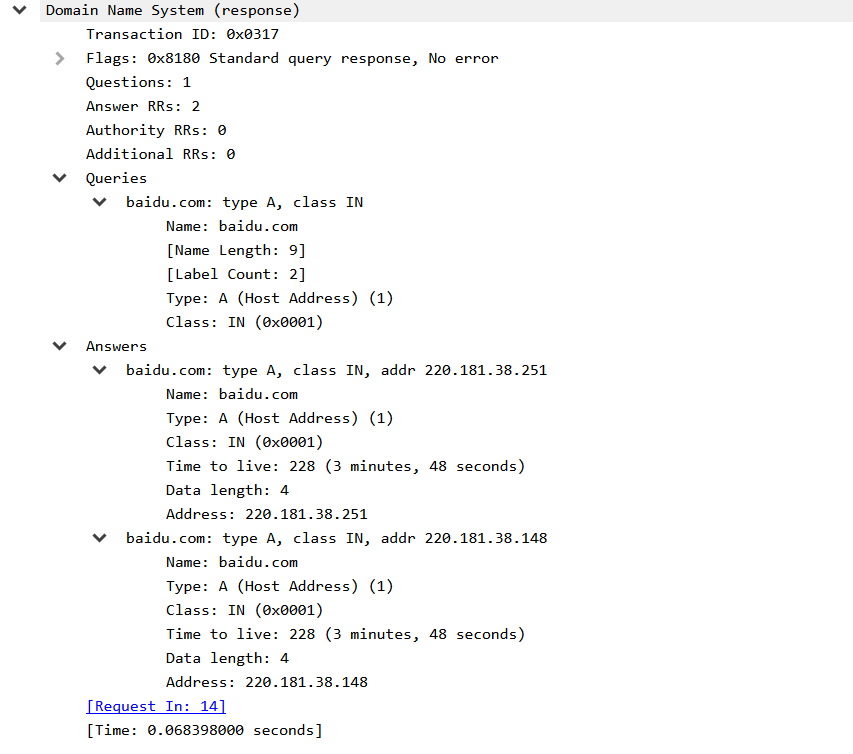 Domain Name System (response)
Transaction ID: 0x0317
Flags: 0x8180 Standard query response, No error
Questions: 1
Answer RRs: 2
Authority RRs: 0
Additional RRs: 0
Queries
baidu.com: type A, class IN
Name: baidu.com
[Name Length: 9]
[Label Count: 2]
Type: A (Host Address) (1)
Class: IN (0x0001)
Answers
baidu.com: type A, class IN, addr 220.181.38.251
Name: baidu.com
Type: A (Host Address) (1)
Class: IN (0x0001)
Time to live: 228 (3 minutes, 48 seconds)
Data length: 4
Address: 220.181.38.251
baidu.com: type A, class IN, addr 220.181.38.148
Name: baidu.com
Type: A (Host Address) (1)
Class: IN (0x0001)
Time to live: 228 (3 minutes, 48 seconds)
Data length: 4
Address: 220.181.38.148
[Request In: 14]
[Time: 0.068398000 seconds]